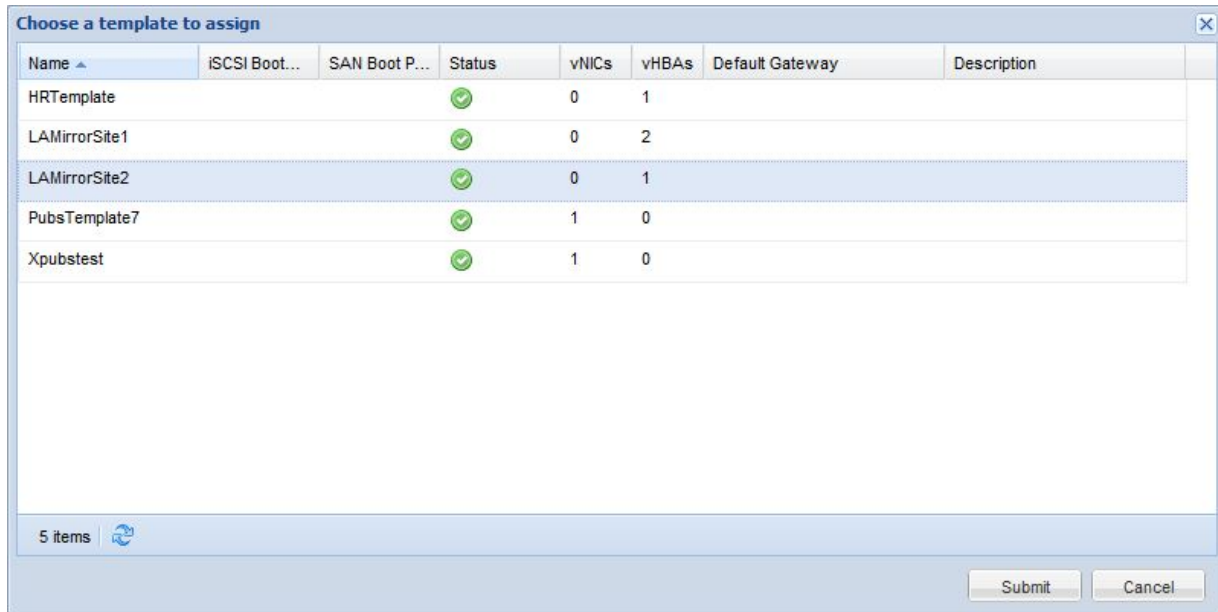 Choose a template to assign
Name iSCSI Boot... SAN Boot P... Status vNICs vHBAs Default Gateway Description
HRTemplate 0 1
LAMirrorSite1 0 2
LAMirrorSite2 0 1
PubsTemplate7 1 0
Xpubstest 1 0
5 items
Submit Cancel